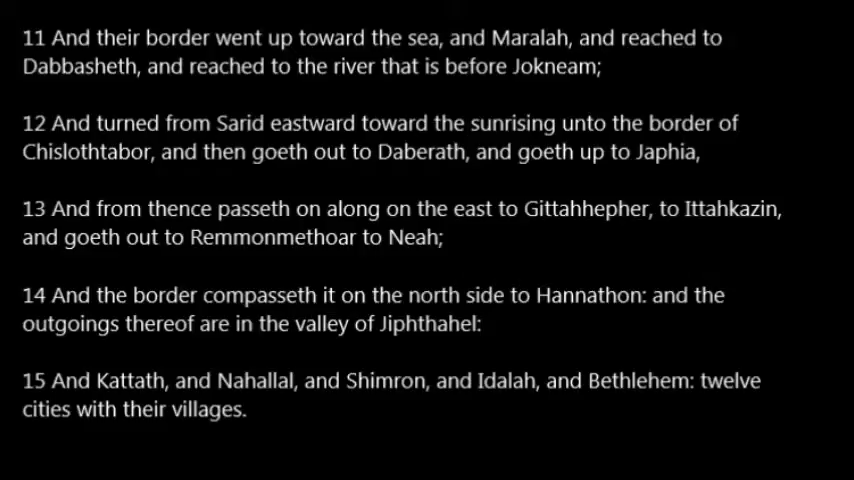 11 And their border went up toward the sea, and Maralah, and reached to
Dabbasheth, and reached to the river that is before Jokneam;
12 And turned from Sarid eastward toward the sunrising unto the border of
Chislothtabor, and then goeth out to Daberath, and goeth up to Japhia,
13 And from thence passeth on along on the east to Gittahhepher, to Ittahkazin,
and goeth out to Remmonmethoar to Neah;
14 And the border compasseth it on the north side to Hannathon: and the
outgoings thereof are in the valley of Jiphthahel:
15 And Kattath, and Nahallal, and Shimron, and Idalah, and Bethlehem: twelve
cities with their villages.